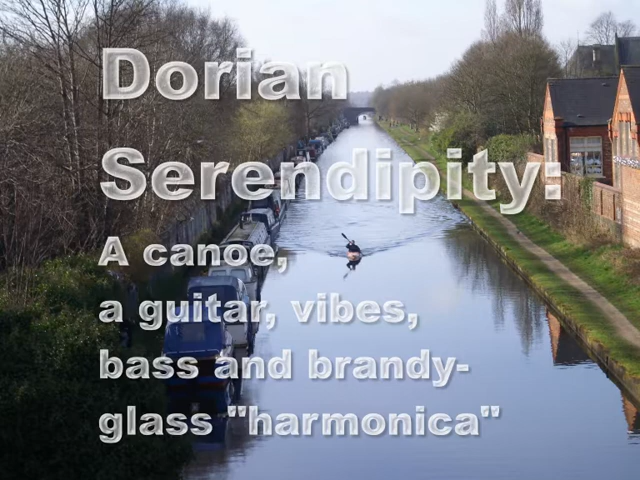 Dorian
Serendipity:
A canoe,
a guitar, vibes,
bass and brandy-
glass "harmonica"